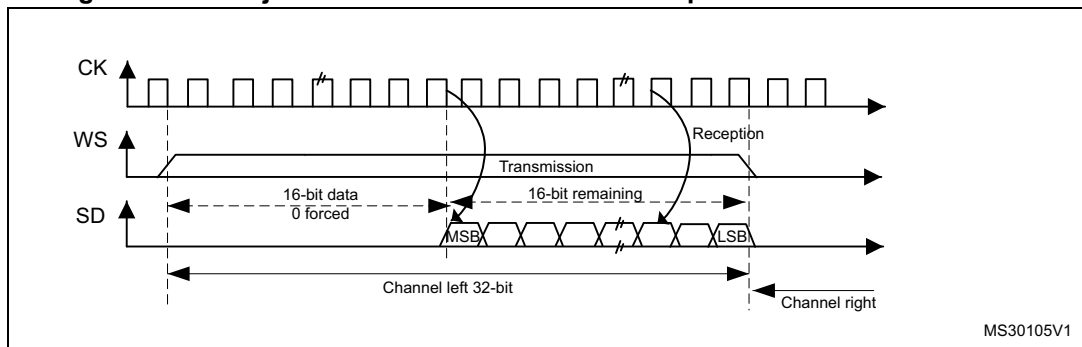 CK
Reception
WS
Transmission
16-bit data
16-bit remaining
0 forced
SD
MSB
LSB
Channel left 32-bit
Channel right
MS30105V1